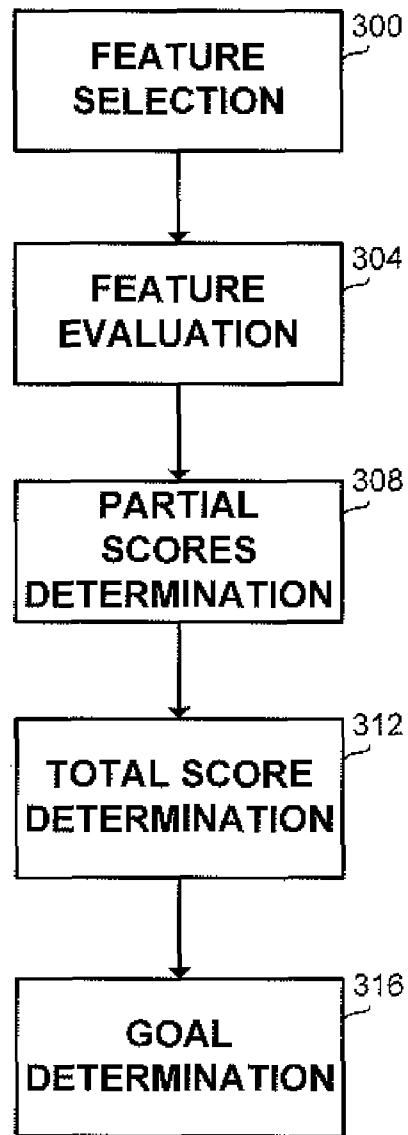 300
FEATURE
SELECTION
304
FEATURE
EVALUATION
308
PARTIAL
SCORES
DETERMINATION
312
TOTAL SCORE
DETERMINATION
316
GOAL
DETERMINATION